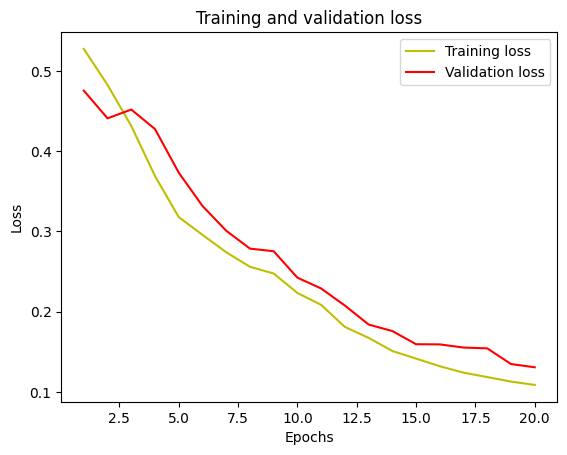 Training and validation loss
Training loss
Validation loss
0.5
0.4
0.3
0.2
0.1
Loss
2.5 5.0 7.5 10.0 12.5 15.0 17.5 20.0
Epochs